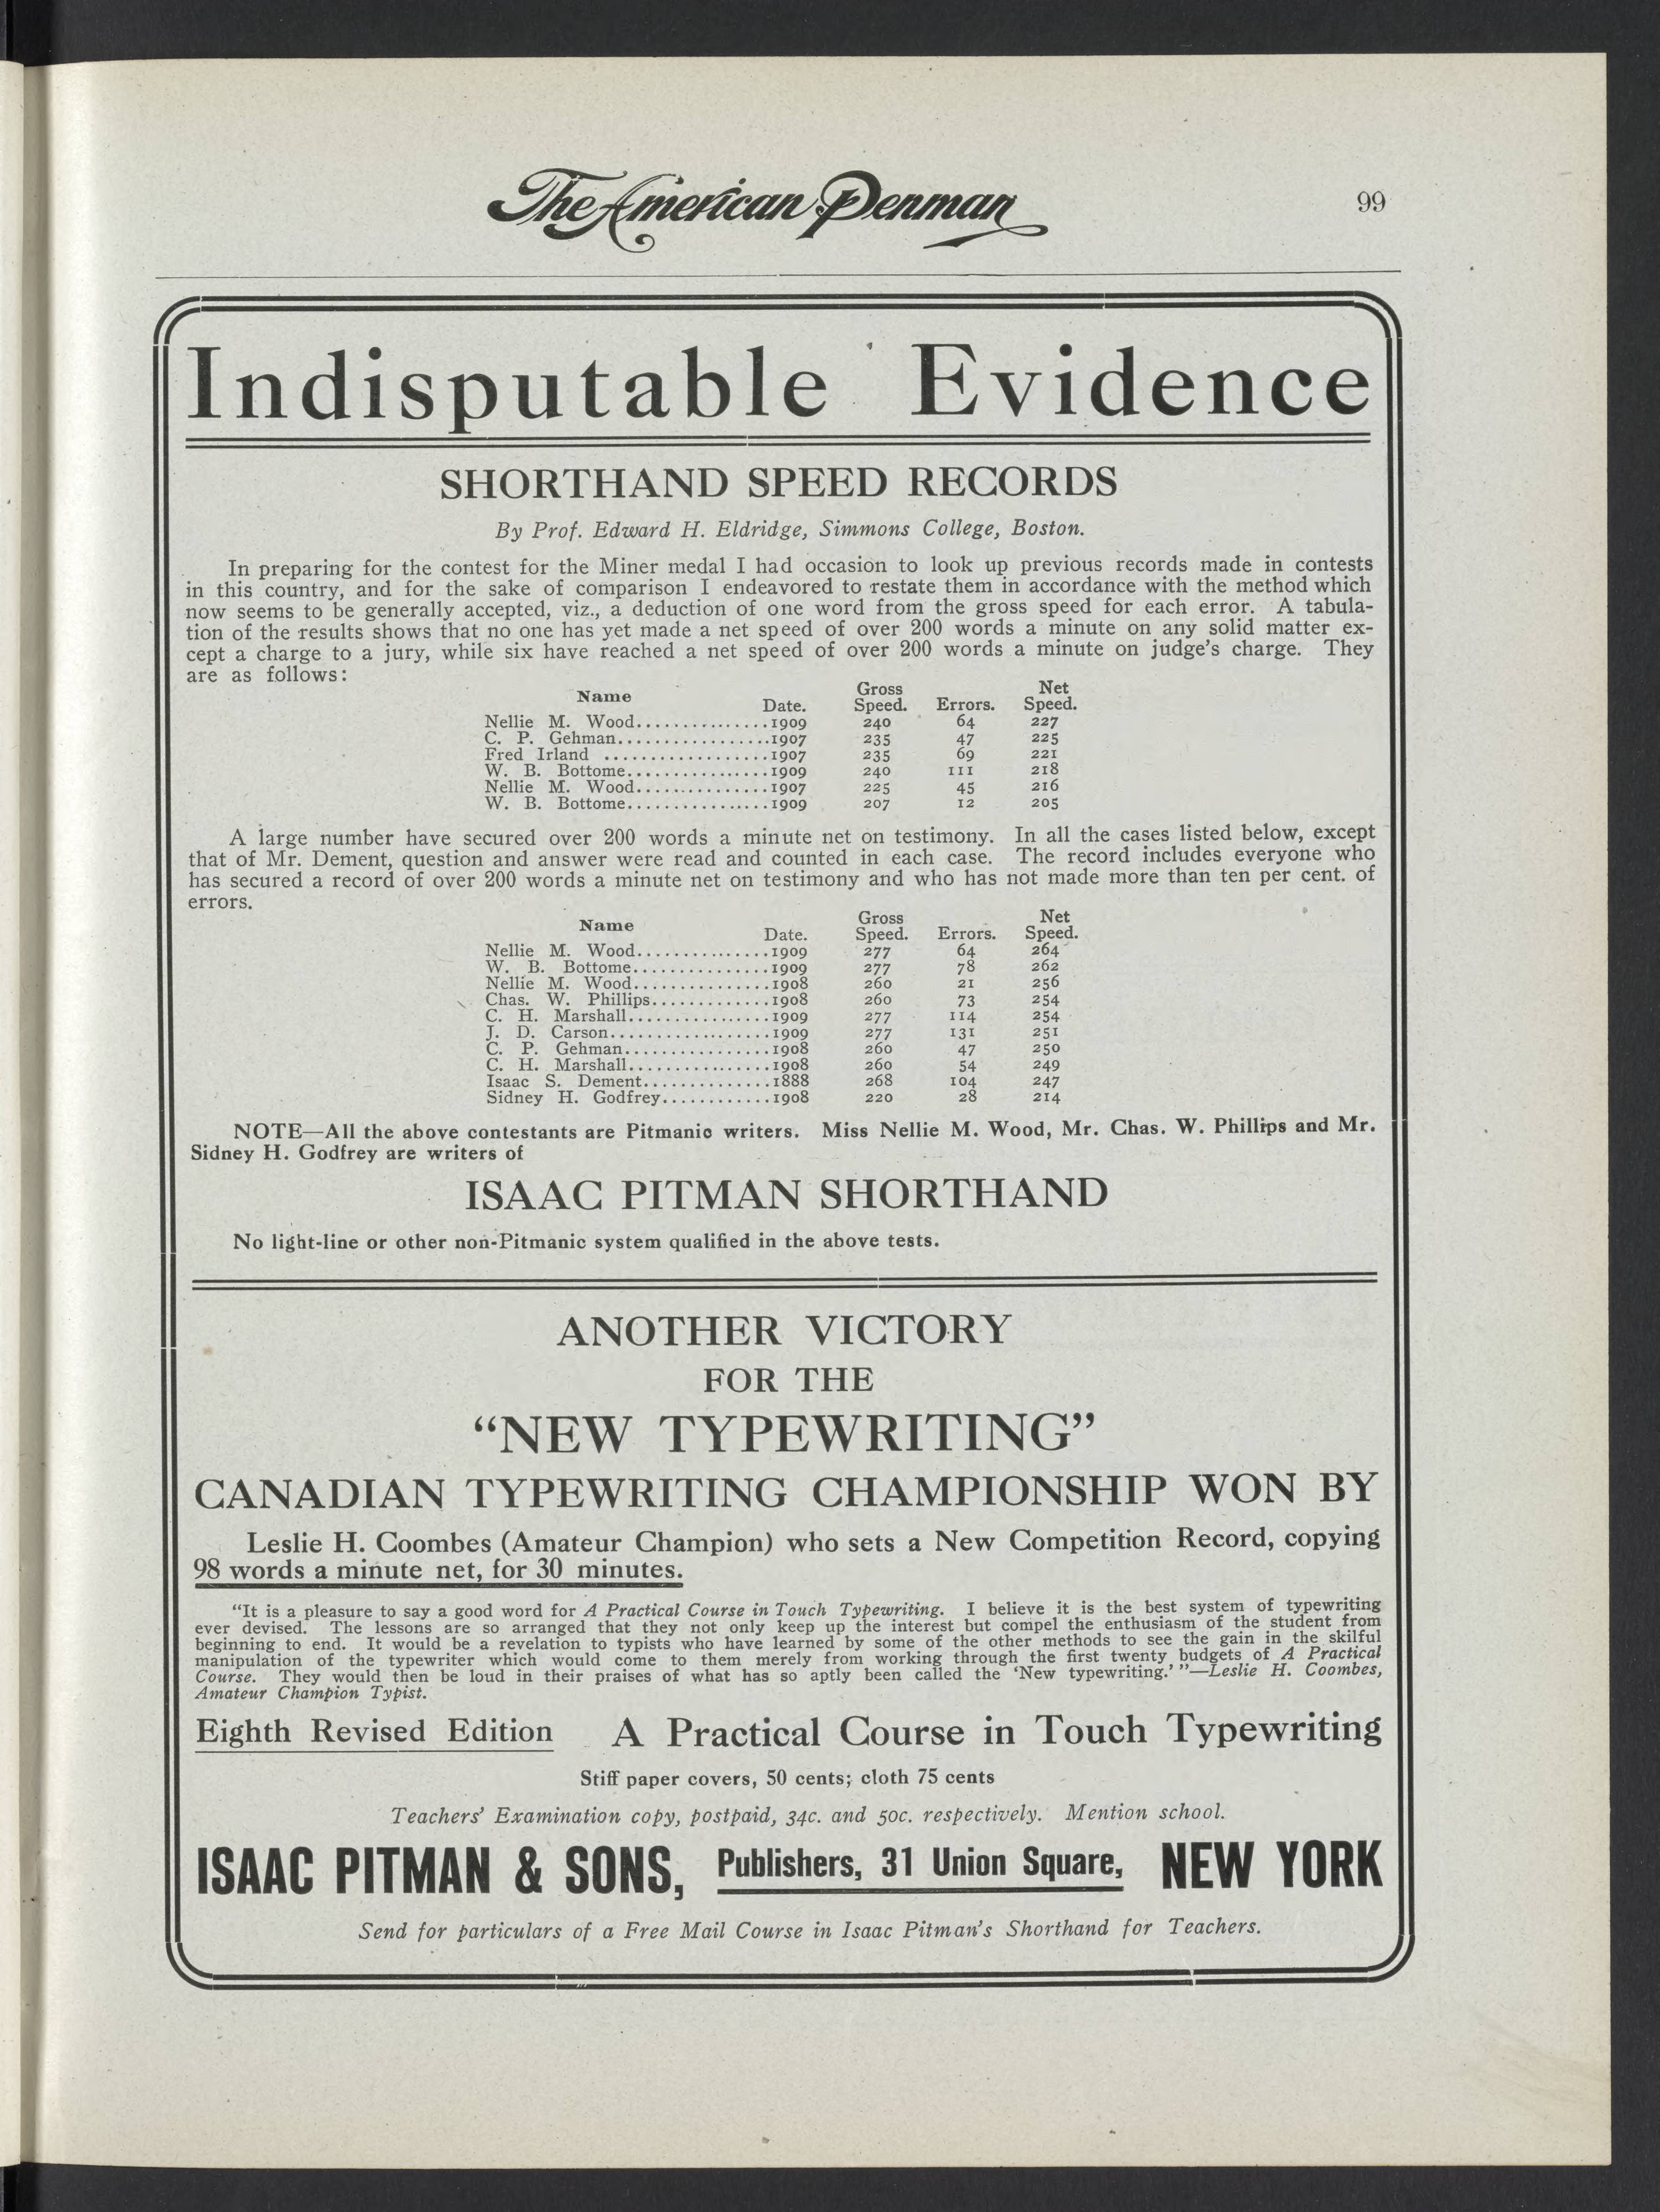 The American Penman
99
Indisputable Evidence
SHORTHAND SPEED RECORDS
By Prof. Edward H. Eldridge, Simmons College, Boston.
In preparing for the contest for the Miner medal I had occasion to look up previous records made in contests
in this country, and for the sake of comparison I endeavored to restate them in accordance with the method which
now seems to be generally accepted, viz., a deduction of one word from the gross speed for each error. A tabula-
tion of the results shows that no one has yet made a net speed of over 200 words a minute on any solid matter ex-
cept a charge to a jury, while six have reached a net speed of over 200 words a minute on judge's charge. They
are as follows:
Name Date. Gross Speed. Errors. Net Speed.
Nellie M. Wood...............1909 240 64 227
C. P. Gehman.................1907 235 47 225
Fred Irland ..................1907 235 69 221
W. B. Bottome................1909 240 111 218
Nellie M. Wood...............1907 225 45 216
W. B. Bottome................1909 207 12 205
A large number have secured over 200 words a minute net on testimony. In all the cases listed below, except
that of Mr. Dement, question and answer were read and counted in each case. The record includes everyone who
has secured a record of over 200 words a minute net on testimony and who has not made more than ten per cent. of
errors.
Name Date. Gross Speed. Errors. Net Speed.
Nellie M. Wood...............1909 277 64 264
W. B. Bottome...............1909 277 78 262
Nellie M. Wood...............1908 260 21 256
Chas. W. Phillips.............1908 260 73 254
C. H. Marshall................1909 277 114 254
J. D. Carson..................1909 277 131 251
C. P. Gehman................1908 260 47 250
C. H. Marshall................1908 260 54 249
Isaac S. Dement..............1888 268 104 247
Sidney H. Godfrey............1908 220 28 214
NOTE—All the above contestants are Pitmanic writers. Miss Nellie M. Wood, Mr. Chas. W. Phillips and Mr.
Sidney H. Godfrey are writers of
ISAAC PITMAN SHORTHAND
No light-line or other non-Pitmanic system qualified in the above tests.
ANOTHER VICTORY
FOR THE
“NEW TYPEWRITING”
CANADIAN TYPEWRITING CHAMPIONSHIP WON BY
Leslie H. Coombes (Amateur Champion) who sets a New Competition Record, copying
98 words a minute net, for 30 minutes.
“It is a pleasure to say a good word for A Practical Course in Touch Typewriting. I believe it is the best system of typewriting
ever devised. The lessons are so arranged that they not only keep up the interest but compel the enthusiasm of the student from
beginning to end. It would be a revelation to typists who have learned by some of the other methods to see the gain in the skilful
manipulation of the typewriter which would come to them merely from working through the first twenty budgets of A Practical
Course. They would then be loud in their praises of what has so aptly been called the ‘New typewriting.’ ”—Leslie H. Coombes,
Amateur Champion Typist.
Eighth Revised Edition A Practical Course in Touch Typewriting
Stiff paper covers, 50 cents; cloth 75 cents
Teachers' Examination copy, postpaid, 34c. and 50c. respectively. Mention school.
ISAAC PITMAN & SONS, Publishers, 31 Union Square, NEW YORK
Send for particulars of a Free Mail Course in Isaac Pitman's Shorthand for Teachers.